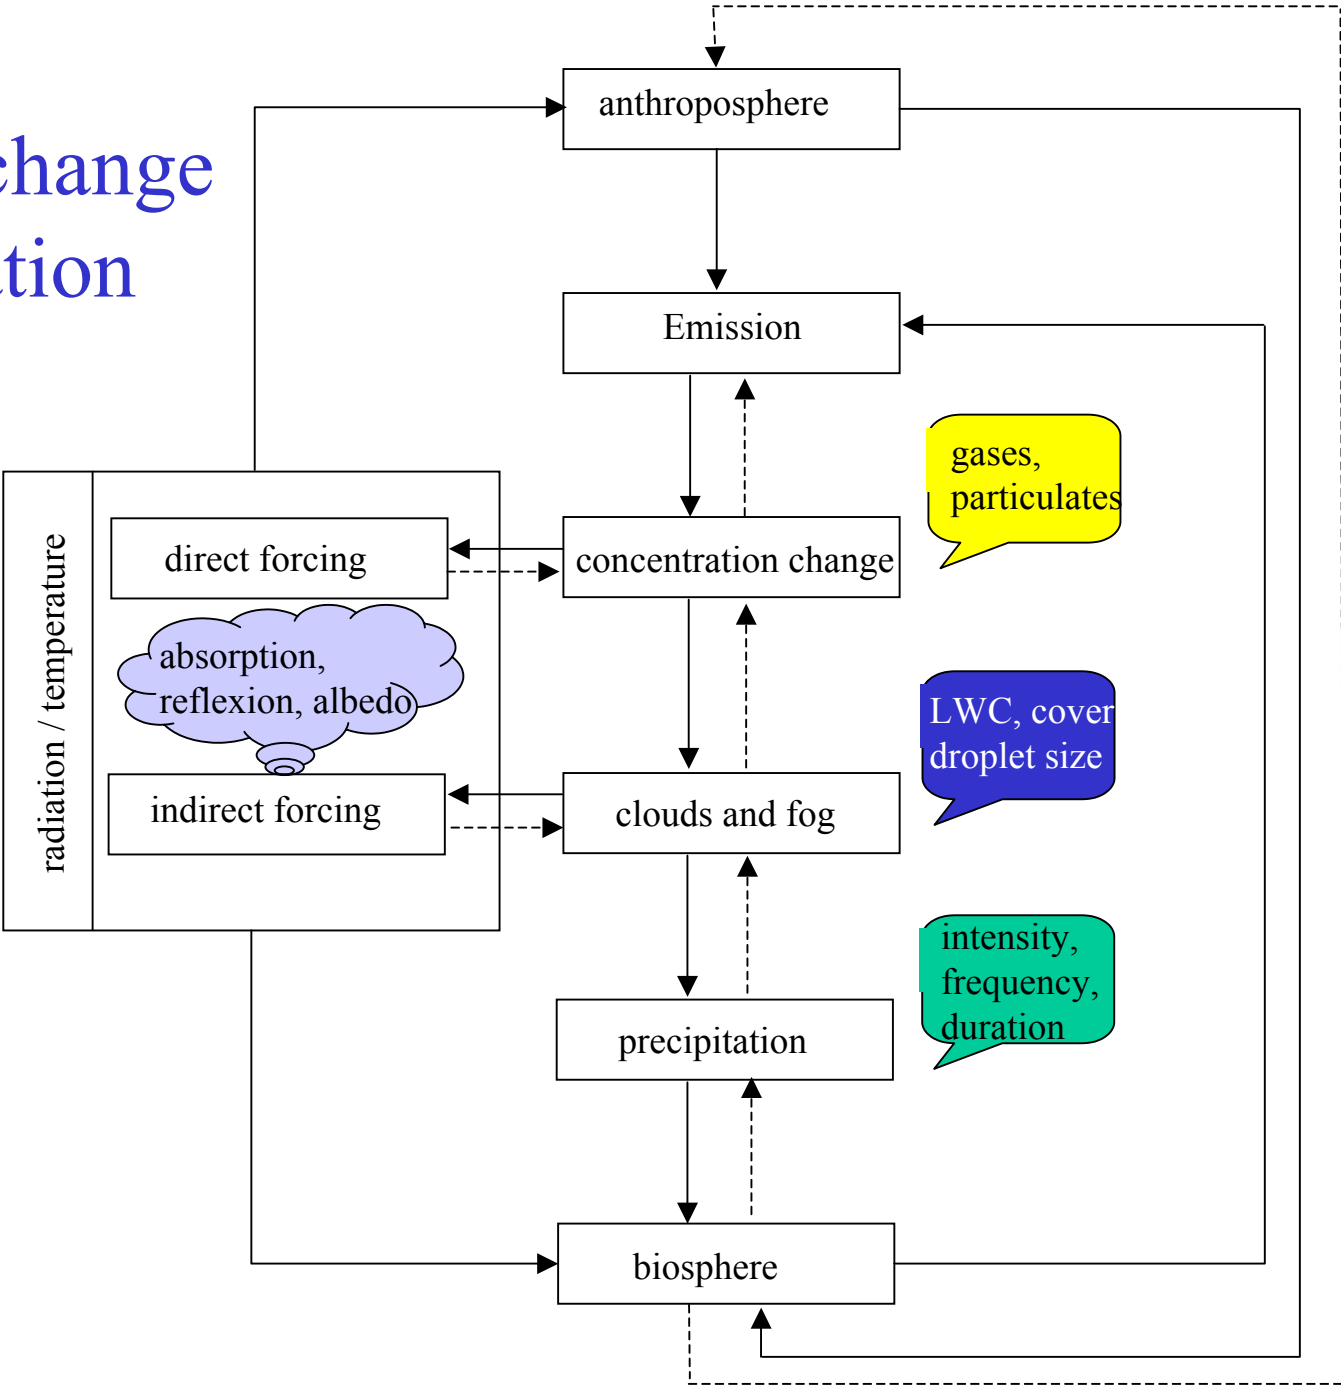 change
ation
anthroposphere
Emission
gases,
particulates
radiation / temperature
direct forcing
concentration change
absorption,
reflexion, albedo
LWC, cover
droplet size
indirect forcing
clouds and fog
intensity,
frequency,
duration
precipitation
biosphere